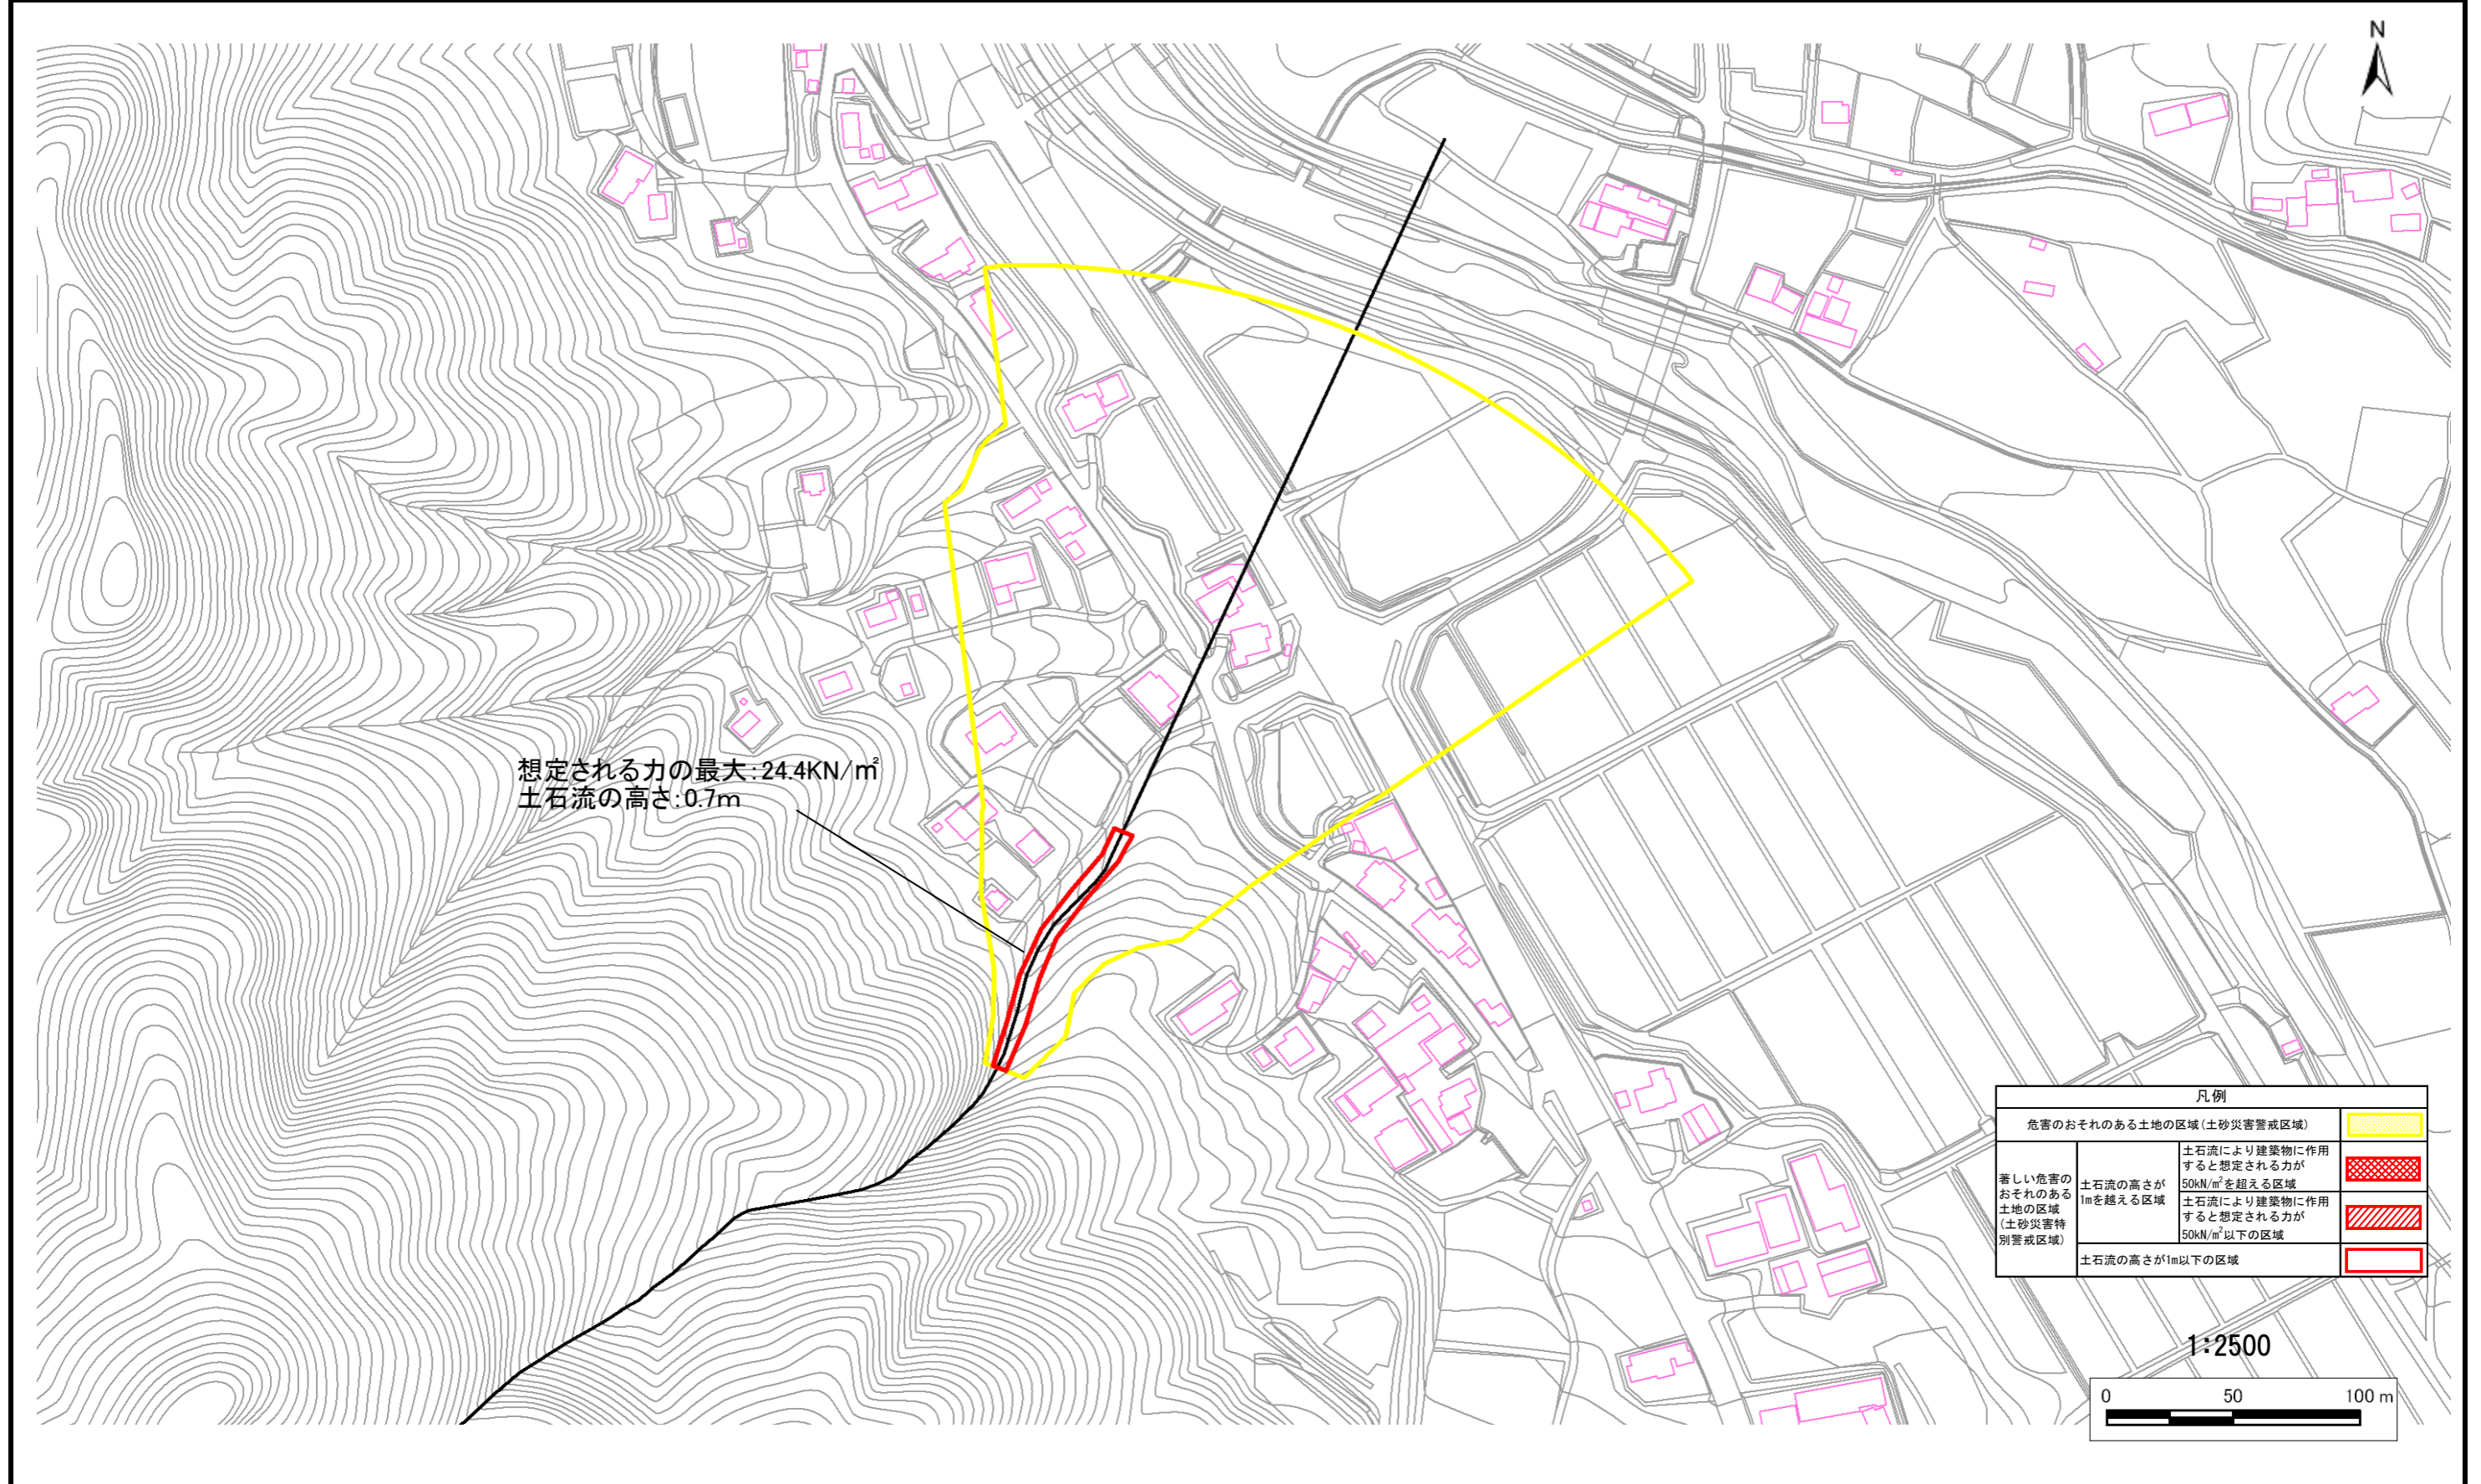 N
想定される力の最大:24.4KN/㎡
土石流の高さ:0.7m
凡例
危害のおそれのある土地の区域(土砂災害警戒区域)
著しい危害の
おそれのある
土地の区域
(土砂災害特
別警戒区域)
土石流の高さが
1mを越える区域
土石流により建築物に作用
すると想定される力が
50kN/m²を超える区域
土石流により建築物に作用
すると想定される力が
50kN/m²以下の区域
土石流の高さが1m以下の区域
1:2500
0 50 100 m